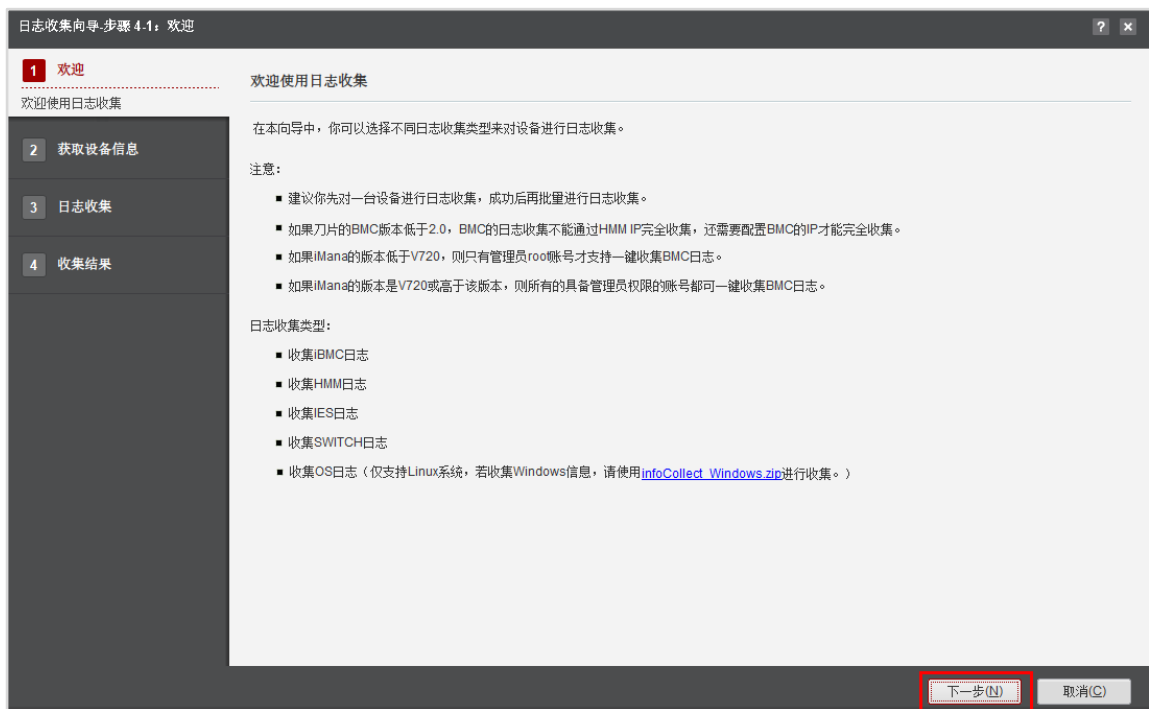 日志收集向导-步骤 4-1：欢迎
? ×
1 欢迎
欢迎使用日志收集
2 获取设备信息
3 日志收集
4 收集结果
欢迎使用日志收集
在本向导中，你可以选择不同日志收集类型来对设备进行日志收集。
注意：
■ 建议你先对一台设备进行日志收集，成功后再批量进行日志收集。
■ 如果刀片的BMC版本低于2.0，BMC的日志收集不能通过HMM IP完全收集，还需要配置BMC的IP才能完全收集。
■ 如果iMana的版本低于V720，则只有管理员root账号才支持一键收集BMC日志。
■ 如果iMana的版本是V720或高于该版本，则所有的具备管理员权限的账号都可一键收集BMC日志。
日志收集类型：
■ 收集iBMC日志
■ 收集HMM日志
■ 收集IES日志
■ 收集SWITCH日志
■ 收集OS日志（仅支持Linux系统，若收集Windows信息，请使用infoCollect_Windows.zip进行收集。）
下一步(N) 取消(C)